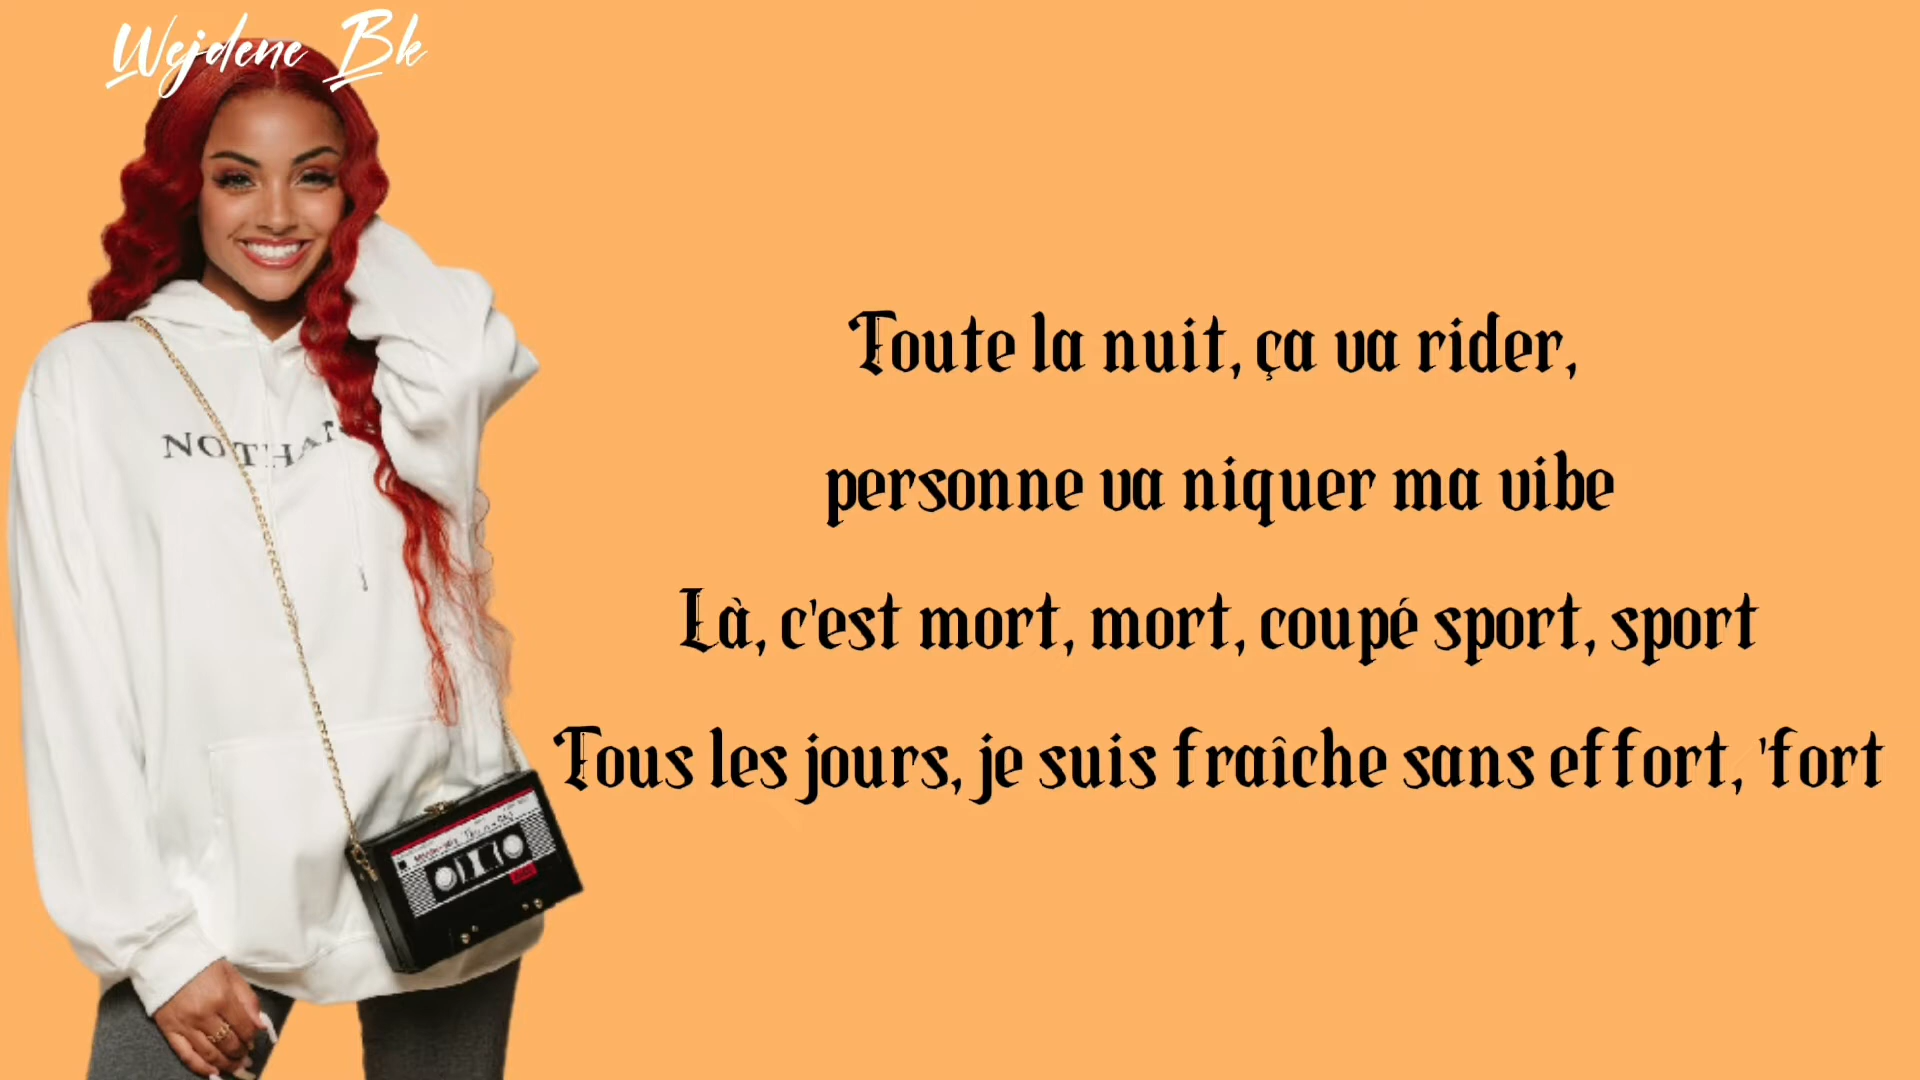 Wejdene Bk
Toute la nuit, ça va rider,
personne va niquer ma vibe
Là, c'est mort, mort, coupé sport, sport
Tous les jours, je suis fraîche sans effort, 'fort